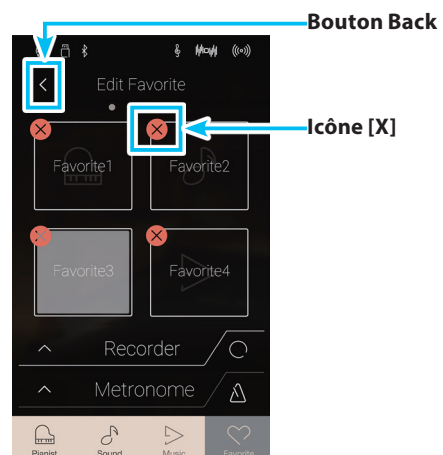 Bouton Back
Edit Favorite
Icône [X]
Favorite1
Favorite2
Favorite3
Favorite4
Recorder
Metronome
Pianist
Sound
Music
Favorite